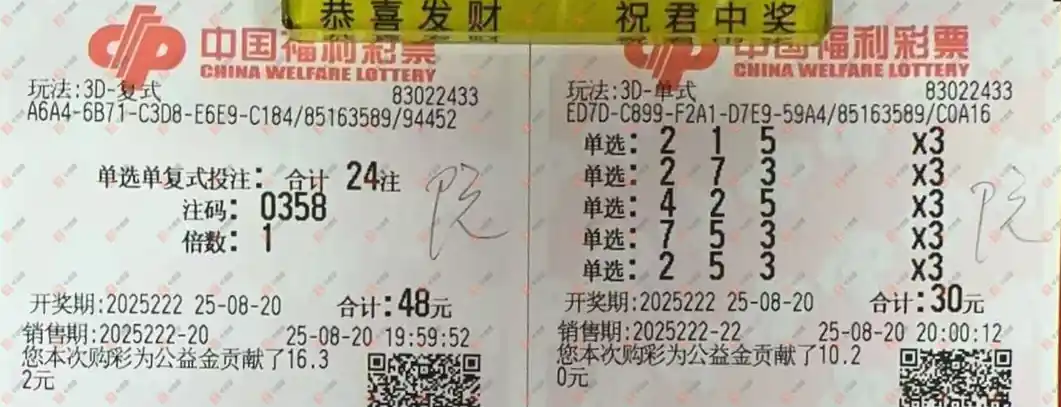 恭喜发财
祝君中奖
中国福利彩票
CHINA WELFARE LOTTERY
玩法:3D-复式
83022433
A6A4-6B71-C3D8-E6E9-C184/85163589/94452
单选单复式投注: 合计 24注
注码: 0358
倍数: 1
院
开奖期:2025222 25-08-20 合计:48元
销售期:2025222-20 25-08-20 19:59:52
您本次购彩为公益金贡献了16.3
2元
中国福利彩票
CHINA WELFARE LOTTERY
玩法:3D-单式
83022433
ED7D-C899-F2A1-D7E9-59A4/85163589/C0A16
单选: 2 1 5 X3
单选: 2 7 3 X3
单选: 4 2 5 X3
单选: 7 5 3 X3
单选: 2 5 3 X3
院
开奖期:2025222 25-08-20 合计:30元
销售期:2025222-22 25-08-20 20:00:12
您本次购彩为公益金贡献了10.2
0元